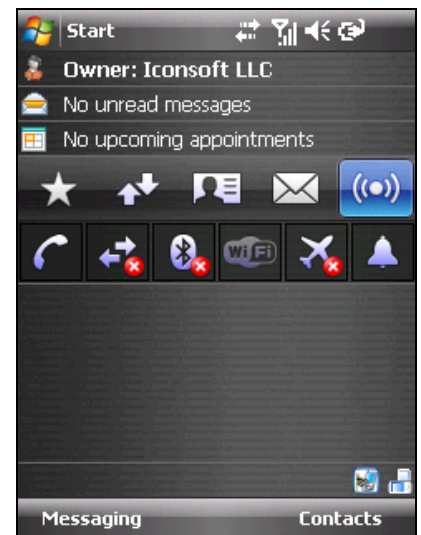 Start
Owner: Iconsoft LLC
No unread messages
No upcoming appointments
WiFi
Messaging Contacts